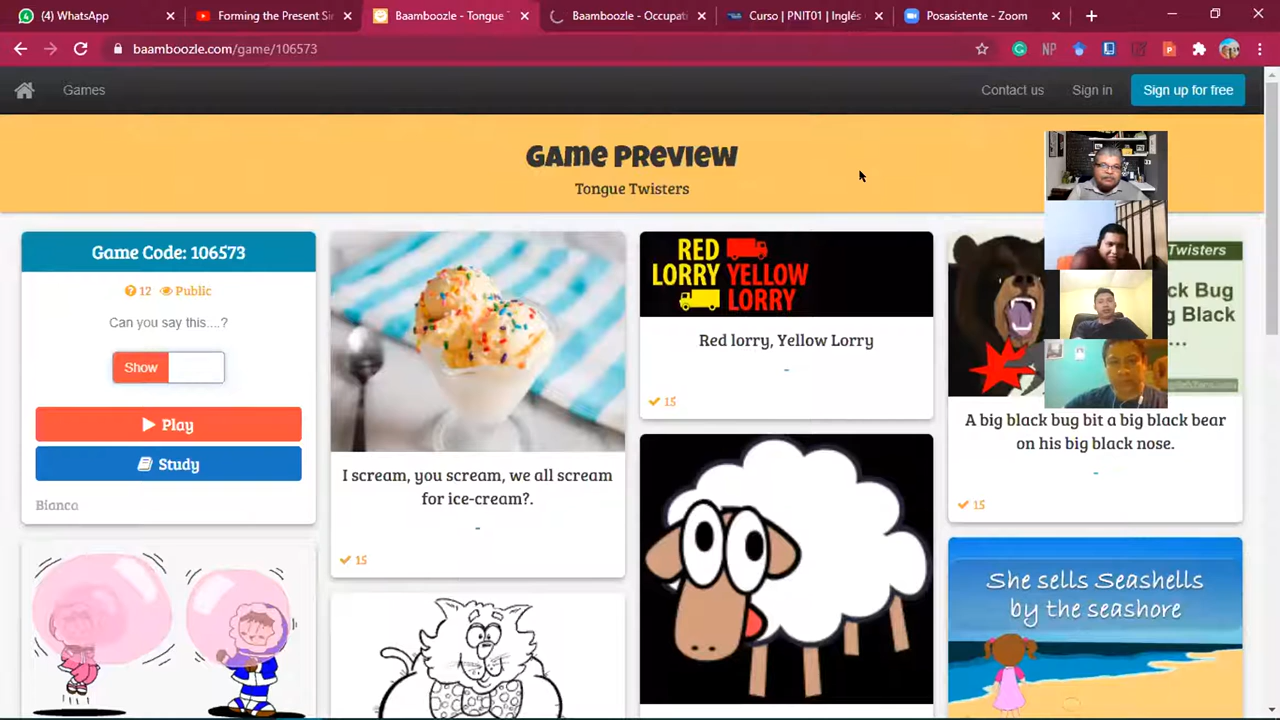 (4) WhatsApp
Forming the Present Si
Baamboozle - Tongue T
Baamboozle - Occupati
Curso | PNIT01 | Inglés
Posasistente - Zoom
baamboozle.com/game/106573
NP
Games
Contact us
Sign in
Sign up for free
Game Preview
Tongue Twisters
Game Code: 106573
12
Public
Can you say this....?
Show
Play
Study
Bianca
I scream, you scream, we all scream
for ice-cream?.
-
15
RED
LORRY
YELLOW
LORRY
Red lorry, Yellow Lorry
-
15
Twisters
ck Bug
g Black
...
A big black bug bit a big black bear
on his big black nose.
-
15
She sells Seashells
by the seashore